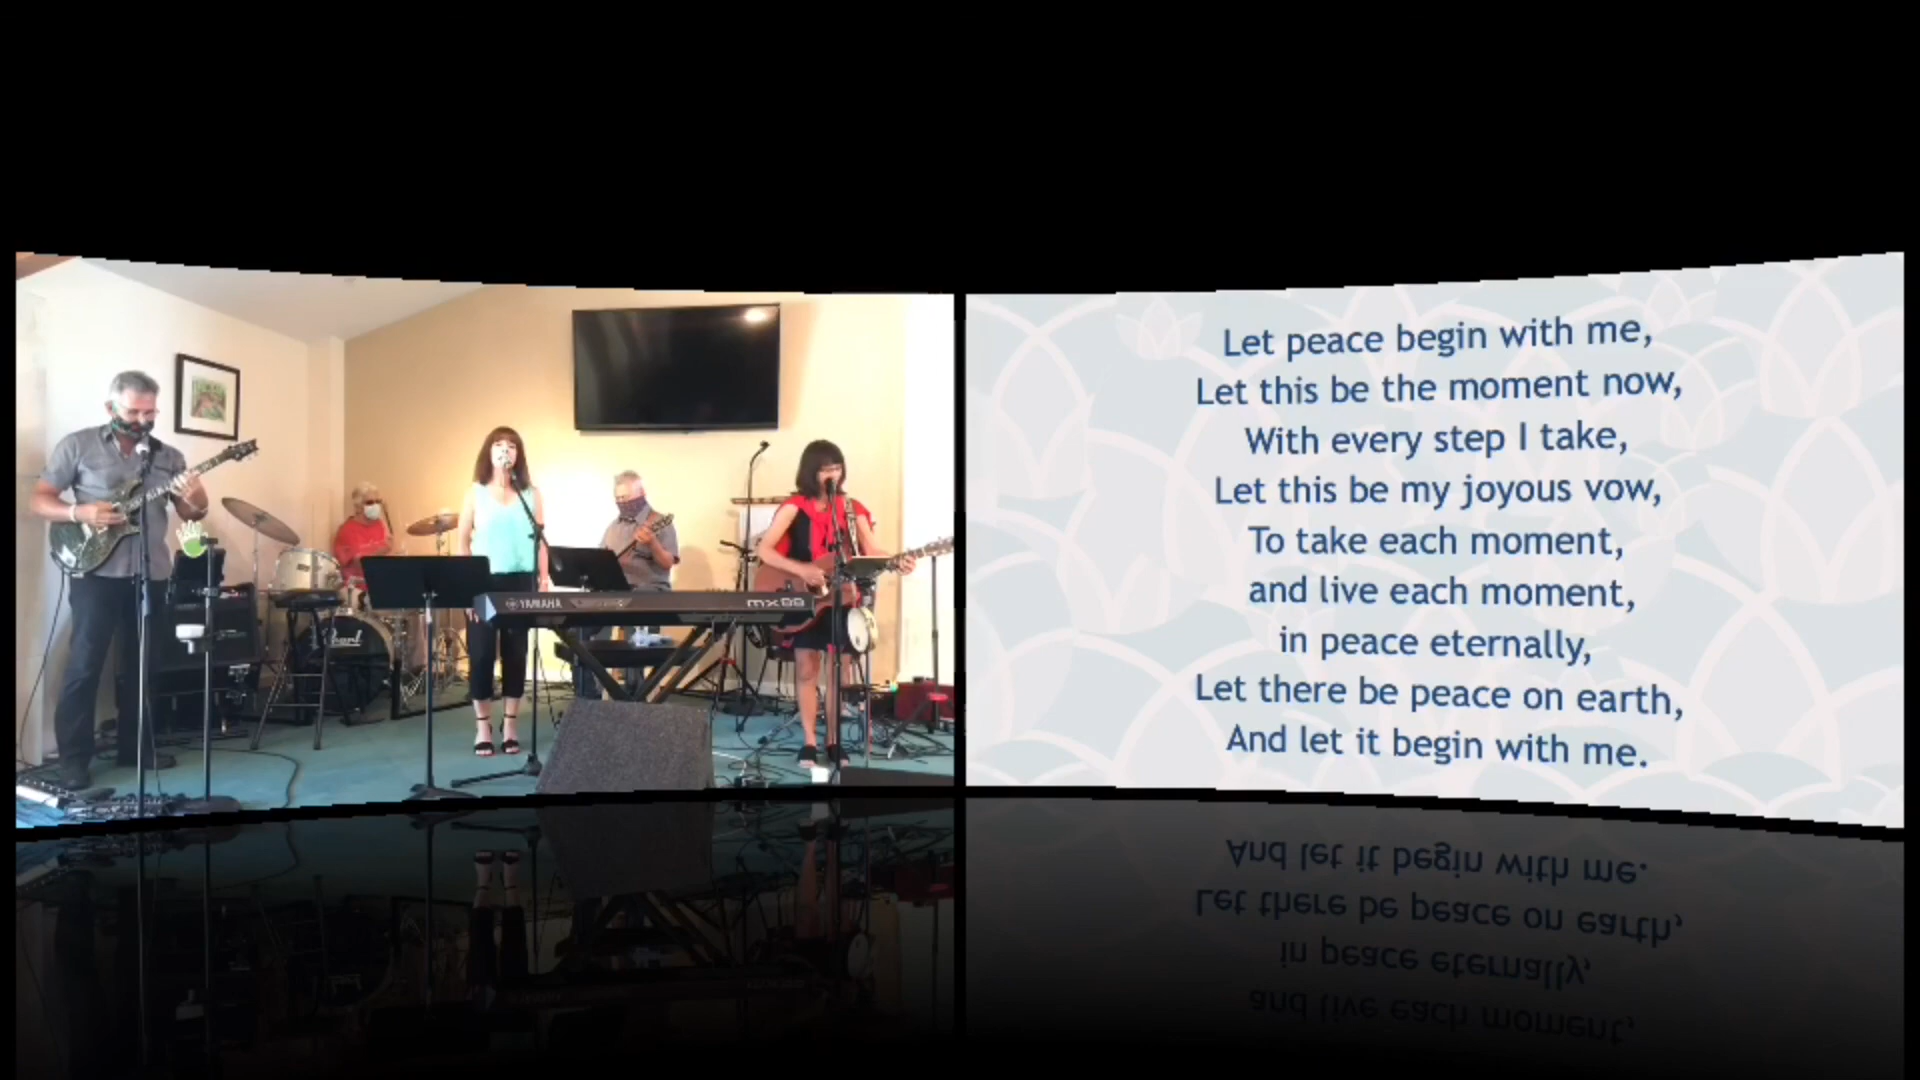 YAMAHA
MX88
Pearl
Let peace begin with me,
Let this be the moment now,
With every step I take,
Let this be my joyous vow,
To take each moment,
and live each moment,
in peace eternally,
Let there be peace on earth,
And let it begin with me.